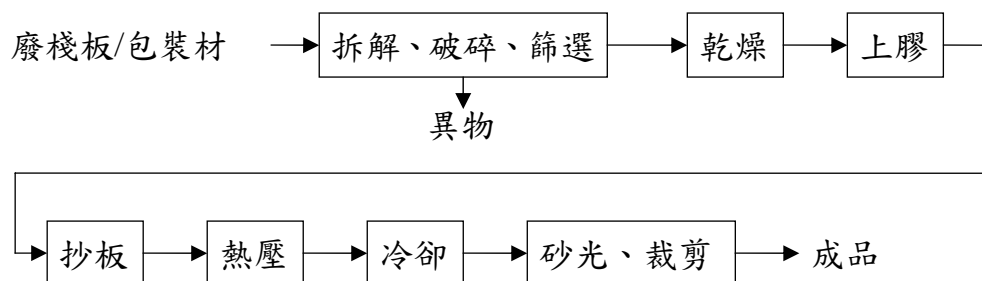 廢棧板/包裝材 拆解、破碎、篩選 乾燥 上膠
異物
抄板 熱壓 冷卻 砂光、裁剪 成品